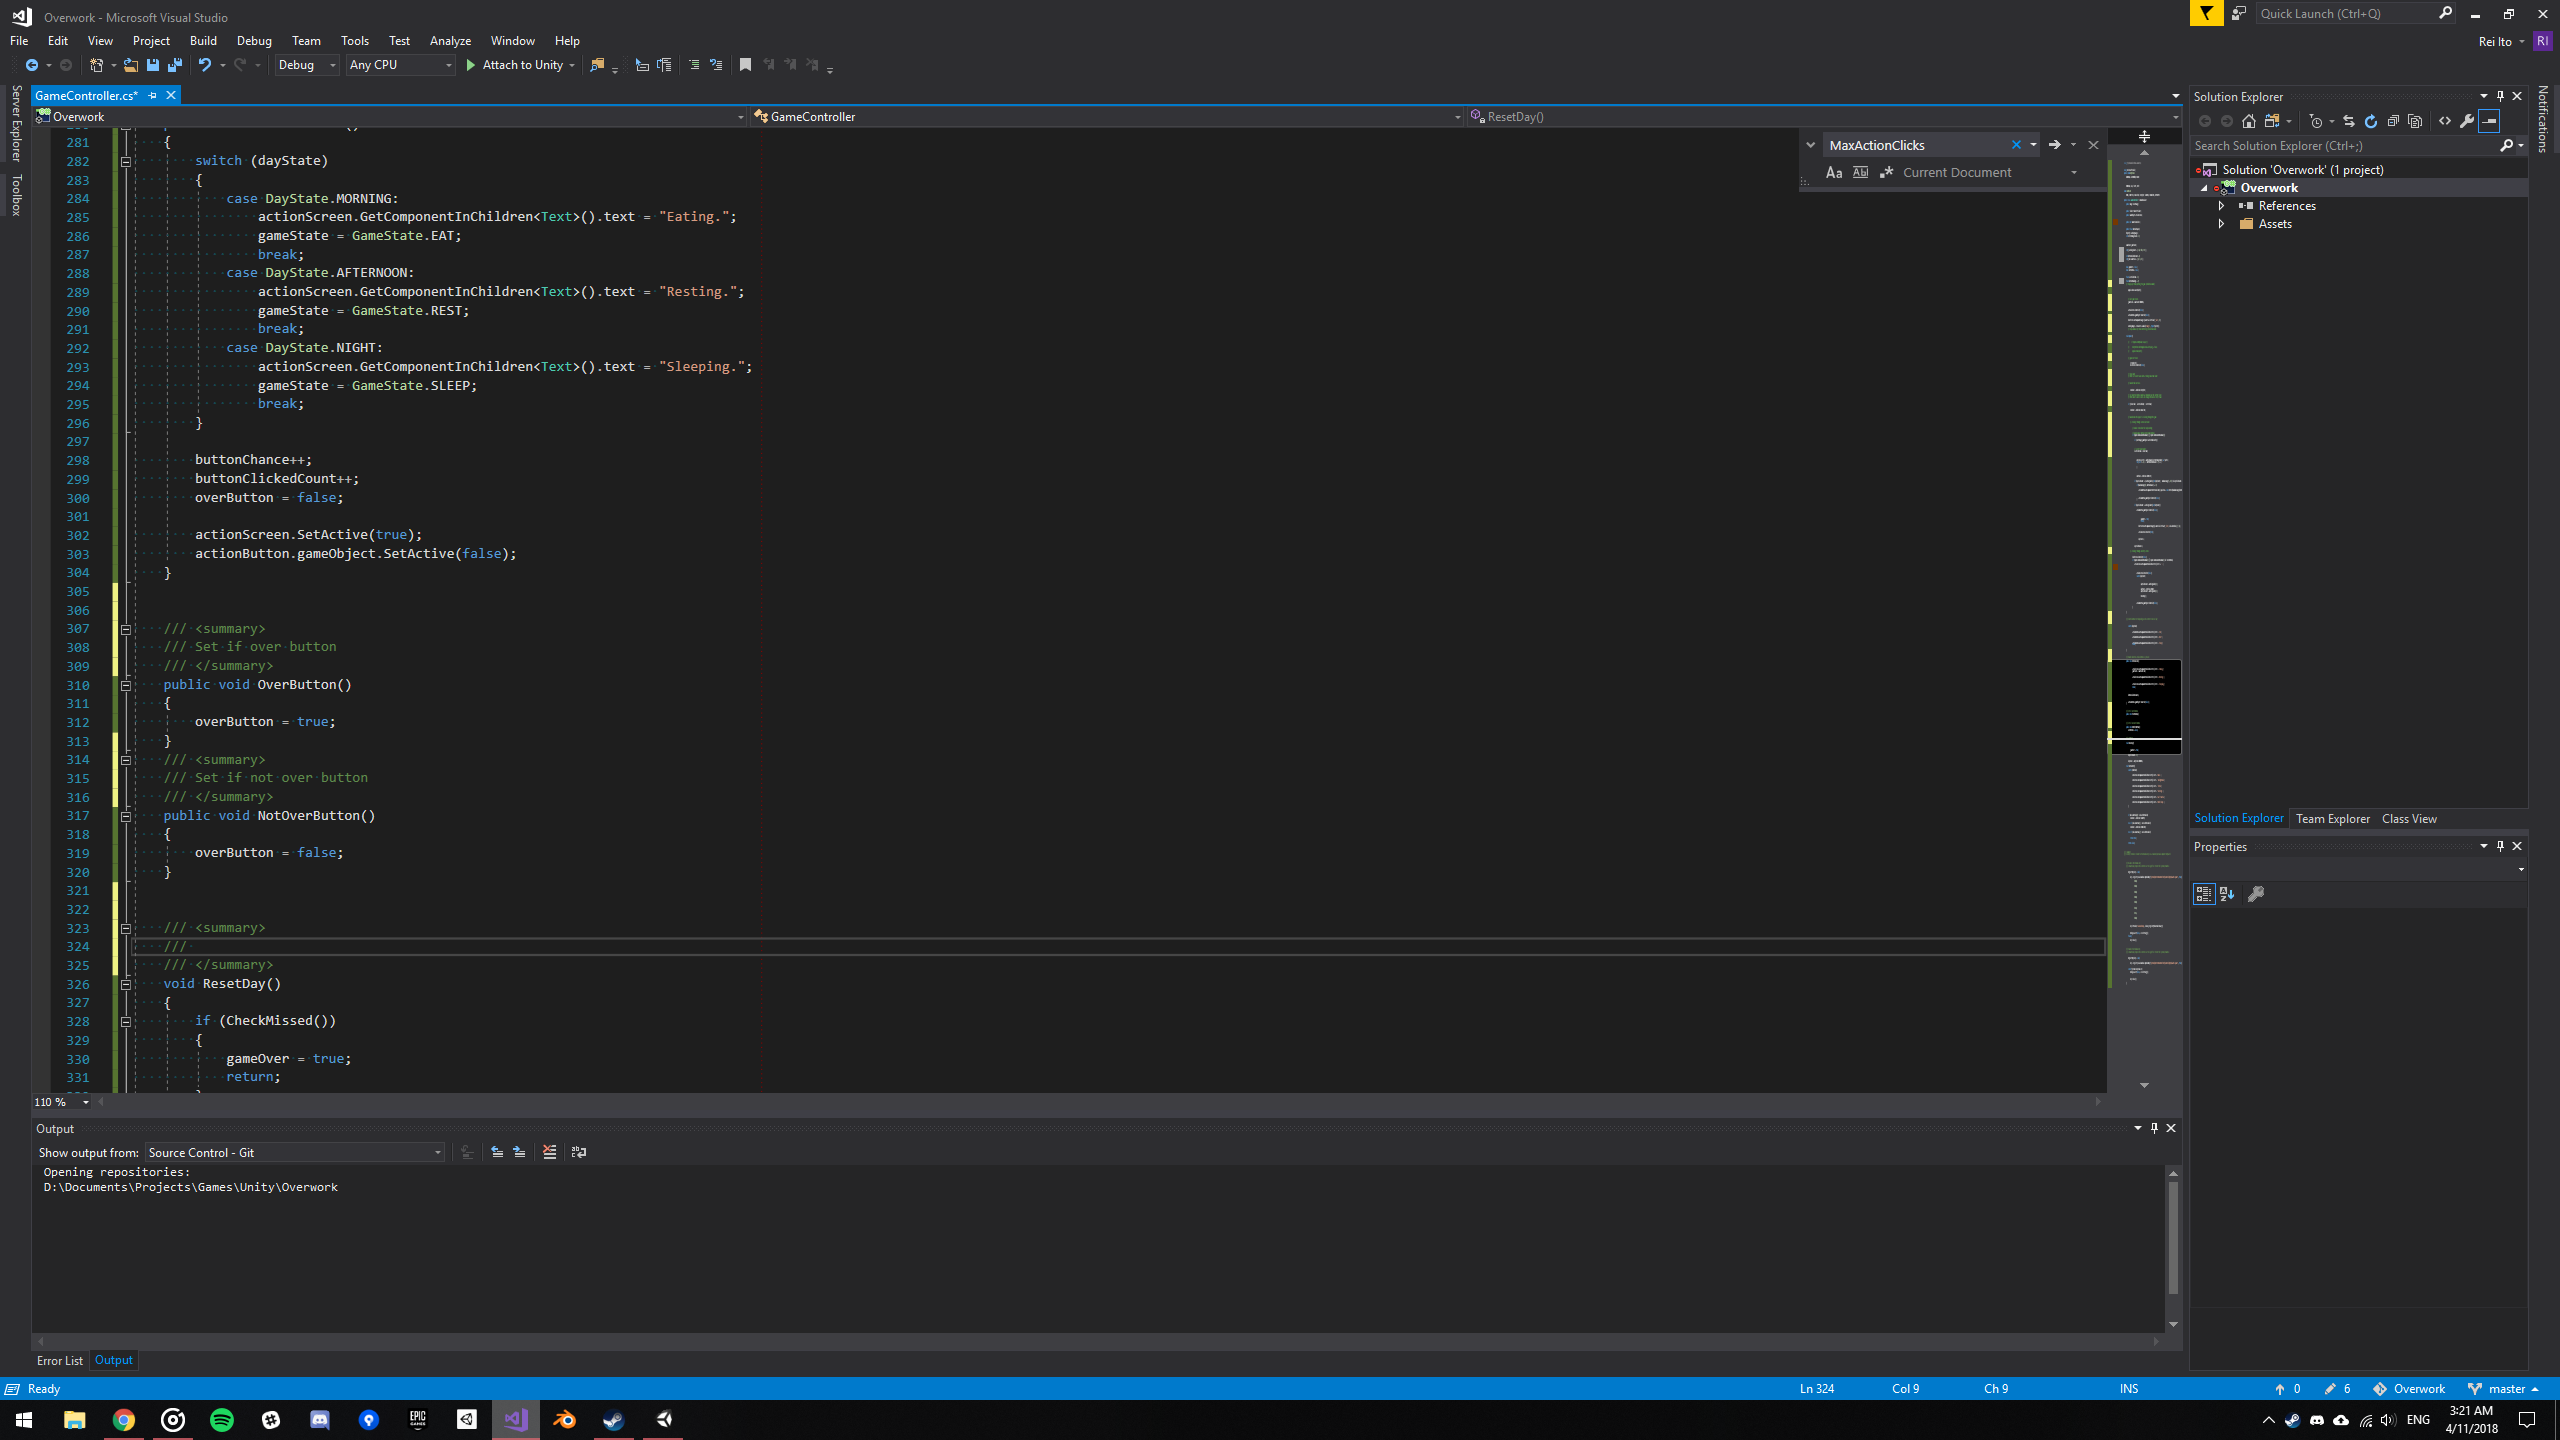 Overwork - Microsoft Visual Studio
Quick Launch (Ctrl+Q)
File Edit View Project Build Debug Team Tools Test Analyze Window Help
Rei Ito RI
Debug Any CPU Attach to Unity
Server Explorer
Toolbox
GameController.cs*
Overwork GameController ResetDay()
MaxActionClicks
Aa Ab Current Document
281 {
282 switch (dayState)
283 {
284 case DayState.MORNING:
285 actionScreen.GetComponentInChildren<Text>().text = "Eating.";
286 gameState = GameState.EAT;
287 break;
288 case DayState.AFTERNOON:
289 actionScreen.GetComponentInChildren<Text>().text = "Resting.";
290 gameState = GameState.REST;
291 break;
292 case DayState.NIGHT:
293 actionScreen.GetComponentInChildren<Text>().text = "Sleeping.";
294 gameState = GameState.SLEEP;
295 break;
296 }
297
298 buttonChance++;
299 buttonClickedCount++;
300 overButton = false;
301
302 actionScreen.SetActive(true);
303 actionButton.gameObject.SetActive(false);
304 }
305
306
307 /// <summary>
308 /// Set if over button
309 /// </summary>
310 public void OverButton()
311 {
312 overButton = true;
313 }
314 /// <summary>
315 /// Set if not over button
316 /// </summary>
317 public void NotOverButton()
318 {
319 overButton = false;
320 }
321
322
323 /// <summary>
324 ///
325 /// </summary>
326 void ResetDay()
327 {
328 if (CheckMissed())
329 {
330 gameOver = true;
331 return;
110 %
Solution Explorer
Search Solution Explorer (Ctrl+;)
Solution 'Overwork' (1 project)
Overwork
References
Assets
Solution Explorer Team Explorer Class View
Properties
Notifications
Output
Show output from: Source Control - Git
Opening repositories:
D:\Documents\Projects\Games\Unity\Overwork
Error List Output
Ready Ln 324 Col 9 Ch 9 INS 0 6 Overwork master
EPIC GAMES
ENG
3:21 AM
4/11/2018